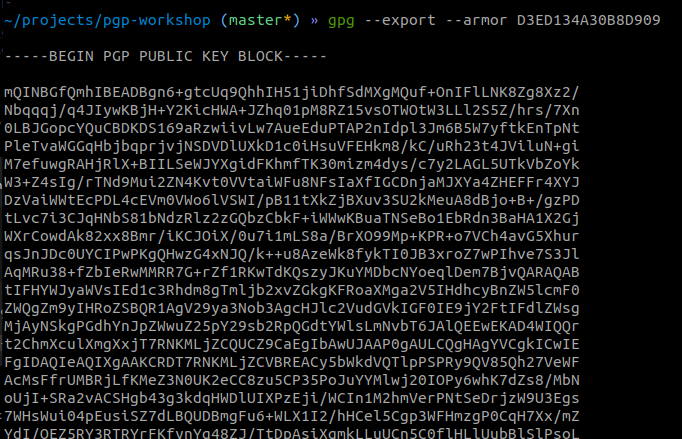 ~/projects/pgp-workshop (master*) » gpg --export --armor D3ED134A30B8D909
-----BEGIN PGP PUBLIC KEY BLOCK-----
mQINBGfQmhIBEADBgn6+gtcUq9QhhIH51jiDhfSdMXgMQuf+OnIFlLNK8Zg8Xz2/
Nbqqqj/q4JIywKBjH+Y2KicHWA+JZhq01pM8RZ15vsOTWOtW3LLl2S5Z/hrs/7Xn
0LBJGopcYQuCBDKDS169aRzwiivLw7AueEduPTAP2nIdpl3Jm6B5W7yftkEnTpNt
PleTvaWGGqHbjbqprjvjNSDVDlUXkD1c0iHsuVFEHkm8/kC/uRh23t4JViluN+gi
M7efuwgRAHjRlX+BIILSeWJYXgidFKhmfTK30mizm4dys/c7y2LAGL5UTkVbZoYk
W3+Z4sIg/rTNd9Mui2ZN4Kvt0VVtaiWFu8NFsIaXfIGCDnjaMJXYa4ZHEFFr4XYJ
DzVaiWWtEcPDL4cEVm0VWo6lVSWI/pB11tXkZjBXuv3SU2kMeuA8dBjo+B+/gzPD
tLvc7i3CJqHNbS81bNdzRlz2zGQbzCbkF+iWWwKBuaTNSeBo1EbRdn3BaHA1X2Gj
WXrCowdAk82xx8Bmr/iKCJOiX/0u7i1mLS8a/BrXO99Mp+KPR+o7VCh4avG5Xhur
qsJnJDc0UYCIPwPKgQHwzG4xNJQ/k++u8AzeWk8fykTI0JB3xroZ7wPIhve7S3Jl
AqMRu38+fZbIeRwMMRR7G+rZf1RKwTdKQszyJKuYMDbcNYoeqlDem7BjvQARAQAB
tIFHYWJyaWVsIEd1c3Rhdm8gTmljb2xvZGkgKFRoaXMga2V5IHdhcyBnZW5lcmF0
ZWQgZm9yIHRoZSBQR1AgV29ya3Nob3AgcHJlc2VudGVkIGF0IE9jY2FtIFdlZWsg
MjAyNSkgPGdhYnJpZWwuZ25pY29sb2RpQGdtYWlsLmNvbT6JAlQEEwEKAD4WIQQr
t2ChmXculXmgXxjT7RNKMLjZCQUCZ9CaEgIbAwUJAAP0gAULCQgHAgYVCgkICwIE
FgIDAQIeAQIXgAAKCRDT7RNKMLjZCVBREACy5bWkdVQTlpPSPRy9QV85Qh27VeWF
AcMsFfrUMBRjLfKMeZ3N0UK2eCC8zu5CP35PoJuYYMlwj20IOPy6whK7dZs8/MbN
oUjI+SRa2vACSHgb43g3kdqHWDlUIXPzEji/WCIn1M2hmVerPNtSeDrjzW9U3Egs
7WHsWui04pEusiSZ7dLBQUDBmgFu6+WLX1I2/hHCel5Cgp3WFHmzgP0CqH7Xx/mZ